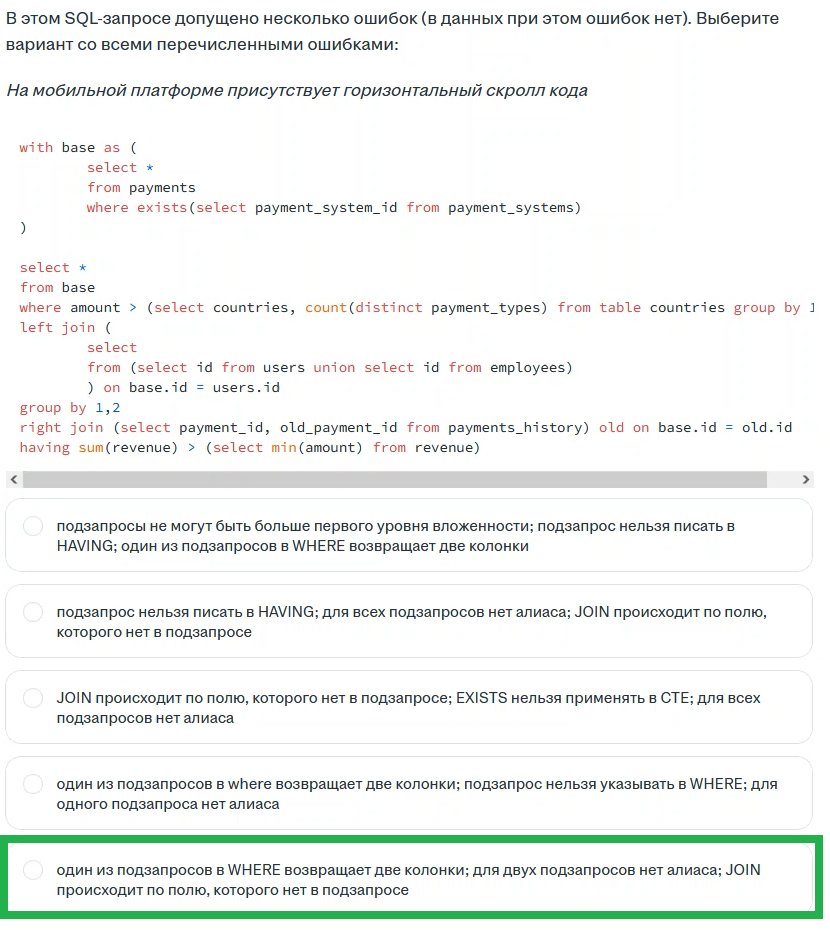 В этом SQL-запросе допущено несколько ошибок (в данных при этом ошибок нет). Выберите
вариант со всеми перечисленными ошибками:
На мобильной платформе присутствует горизонтальный скролл кода
with base as (
select *
from payments
where exists(select payment_system_id from payment_systems)
)
select *
from base
where amount > (select countries, count(distinct payment_types) from table countries group by 1
left join (
select
from (select id from users union select id from employees)
) on base.id = users.id
group by 1,2
right join (select payment_id, old_payment_id from payments_history) old on base.id = old.id
having sum(revenue) > (select min(amount) from revenue)
подзапросы не могут быть больше первого уровня вложенности; подзапрос нельзя писать в
HAVING; один из подзапросов в WHERE возвращает две колонки
подзапрос нельзя писать в HAVING; для всех подзапросов нет алиаса; JOIN происходит по полю,
которого нет в подзапросе
JOIN происходит по полю, которого нет в подзапросе; EXISTS нельзя применять в CTE; для всех
подзапросов нет алиаса
один из подзапросов в where возвращает две колонки; подзапрос нельзя указывать в WHERE; для
одного подзапроса нет алиаса
один из подзапросов в WHERE возвращает две колонки; для двух подзапросов нет алиаса; JOIN
происходит по полю, которого нет в подзапросе